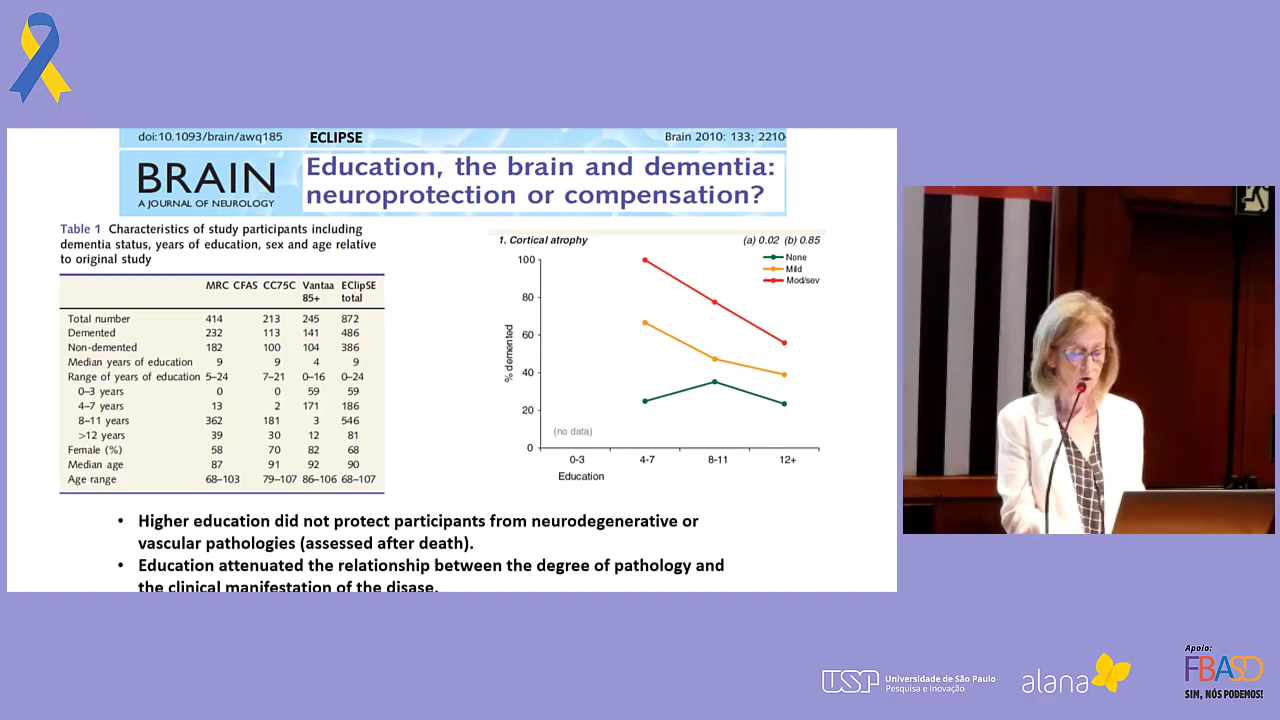 doi:10.1093/brain/awq185 ECLIPSE Brain 2010: 133; 2210-
BRAIN
A JOURNAL OF NEUROLOGY
Education, the brain and dementia:
neuroprotection or compensation?
Table 1 Characteristics of study participants including
dementia status, years of education, sex and age relative
to original study
MRC CFAS CC75C Vantaa 85+ EClipSE total
Total number 414 213 245 872
Demented 232 113 141 486
Non-demented 182 100 104 386
Median years of education 9 9 4 9
Range of years of education 5–24 7–21 0–16 0–24
0–3 years 0 0 59 59
4–7 years 13 2 171 186
8–11 years 362 181 3 546
>12 years 39 30 12 81
Female (%) 58 70 82 68
Median age 87 91 92 90
Age range 68–103 79–107 86–106 68–107
1. Cortical atrophy (a) 0.02 (b) 0.85
None
Mild
Mod/sev
100
80
60
40
20
0
% demented
(no data)
0-3 4-7 8-11 12+
Education
• Higher education did not protect participants from neurodegenerative or
vascular pathologies (assessed after death).
• Education attenuated the relationship between the degree of pathology and
the clinical manifestation of the disase.
USP Universidade de São Paulo
Pesquisa e Inovação
alana
Apoio:
FBASD
SIM, NÓS PODEMOS!